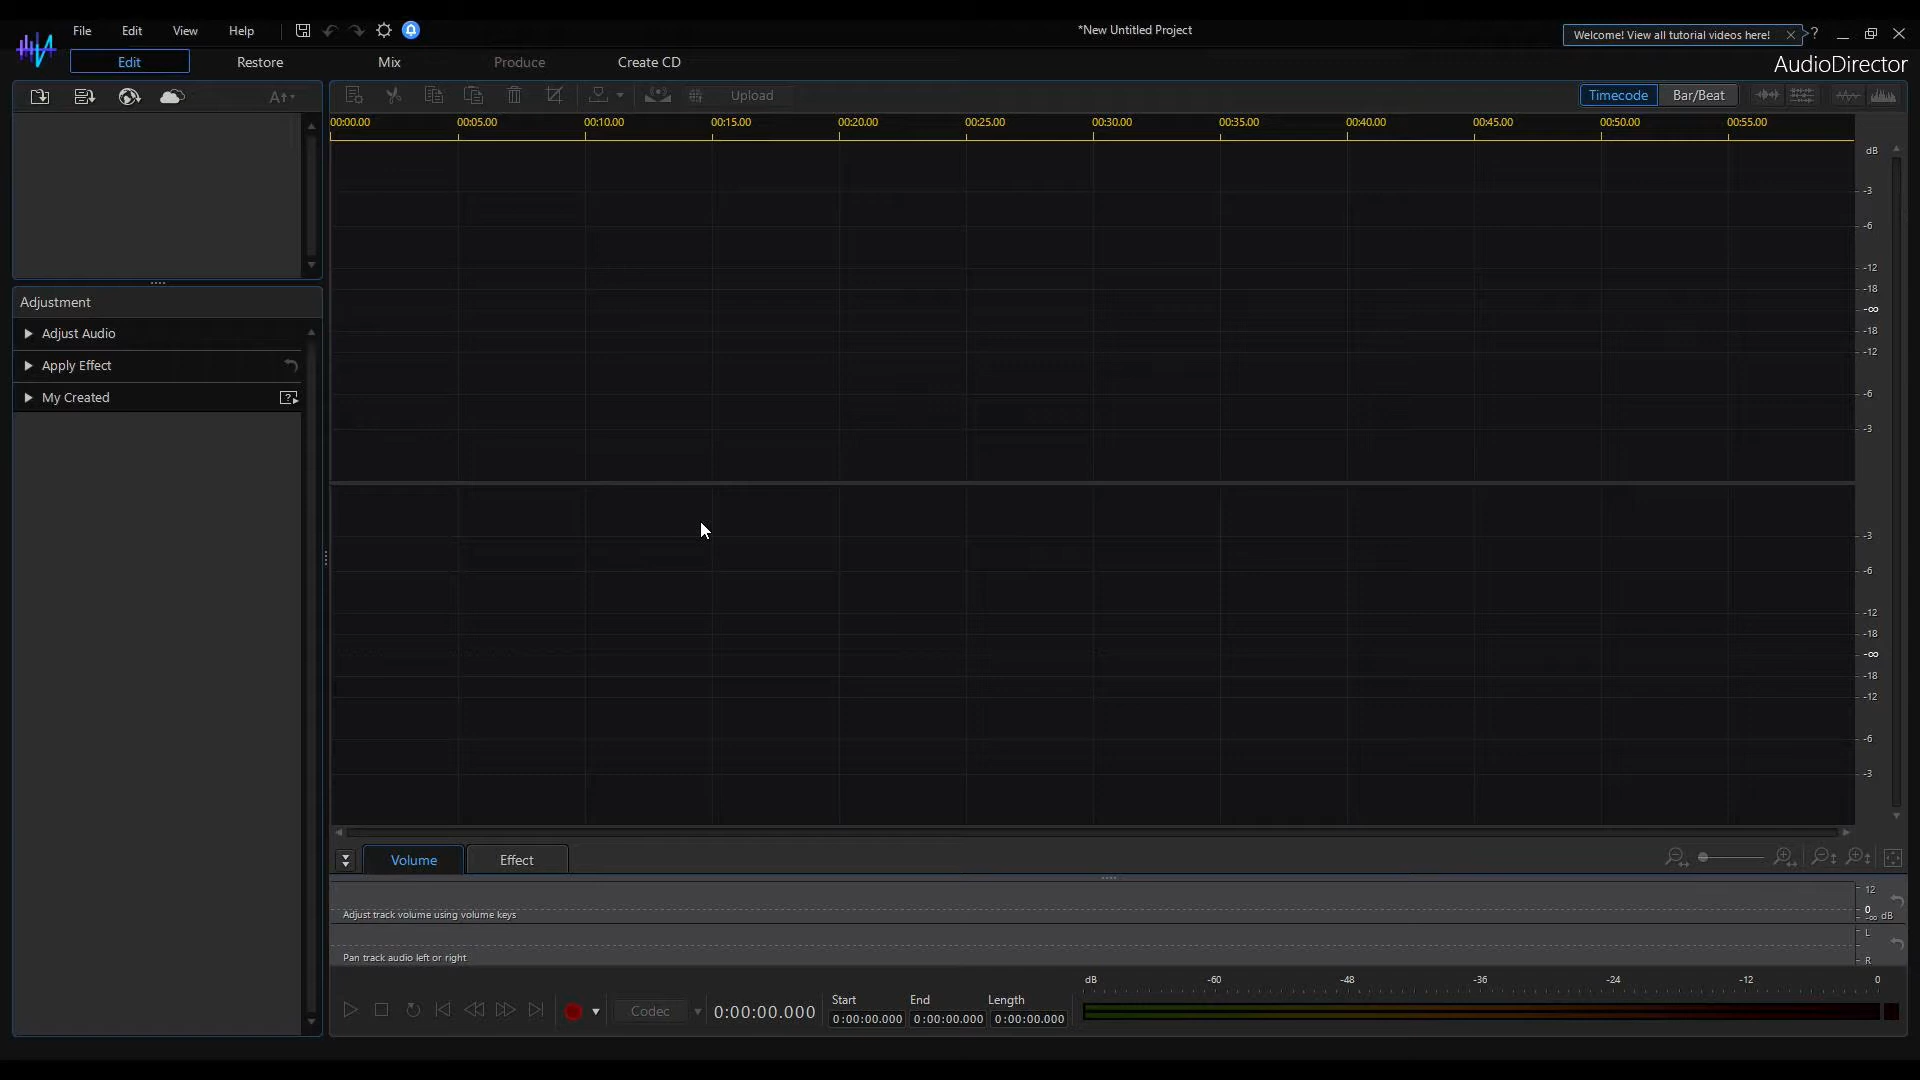 File Edit View Help
*New Untitled Project
Welcome! View all tutorial videos here!
?
Edit Restore Mix Produce Create CD
AudioDirector
Upload
Timecode Bar/Beat
00:00.00 00:05.00 00:10.00 00:15.00 00:20.00 00:25.00 00:30.00 00:35.00 00:40.00 00:45.00 00:50.00 00:55.00
dB
-3
-6
-12
-18
-∞
-18
-12
-6
-3
Adjustment
Adjust Audio
Apply Effect
My Created
-3
-6
-12
-18
-∞
-18
-12
-6
-3
Volume Effect
12
0
-∞ dB
Adjust track volume using volume keys
L
R
Pan track audio left or right
dB -60 -48 -36 -24 -12 0
Codec
0:00:00.000
Start End Length
0:00:00.000 0:00:00.000 0:00:00.000